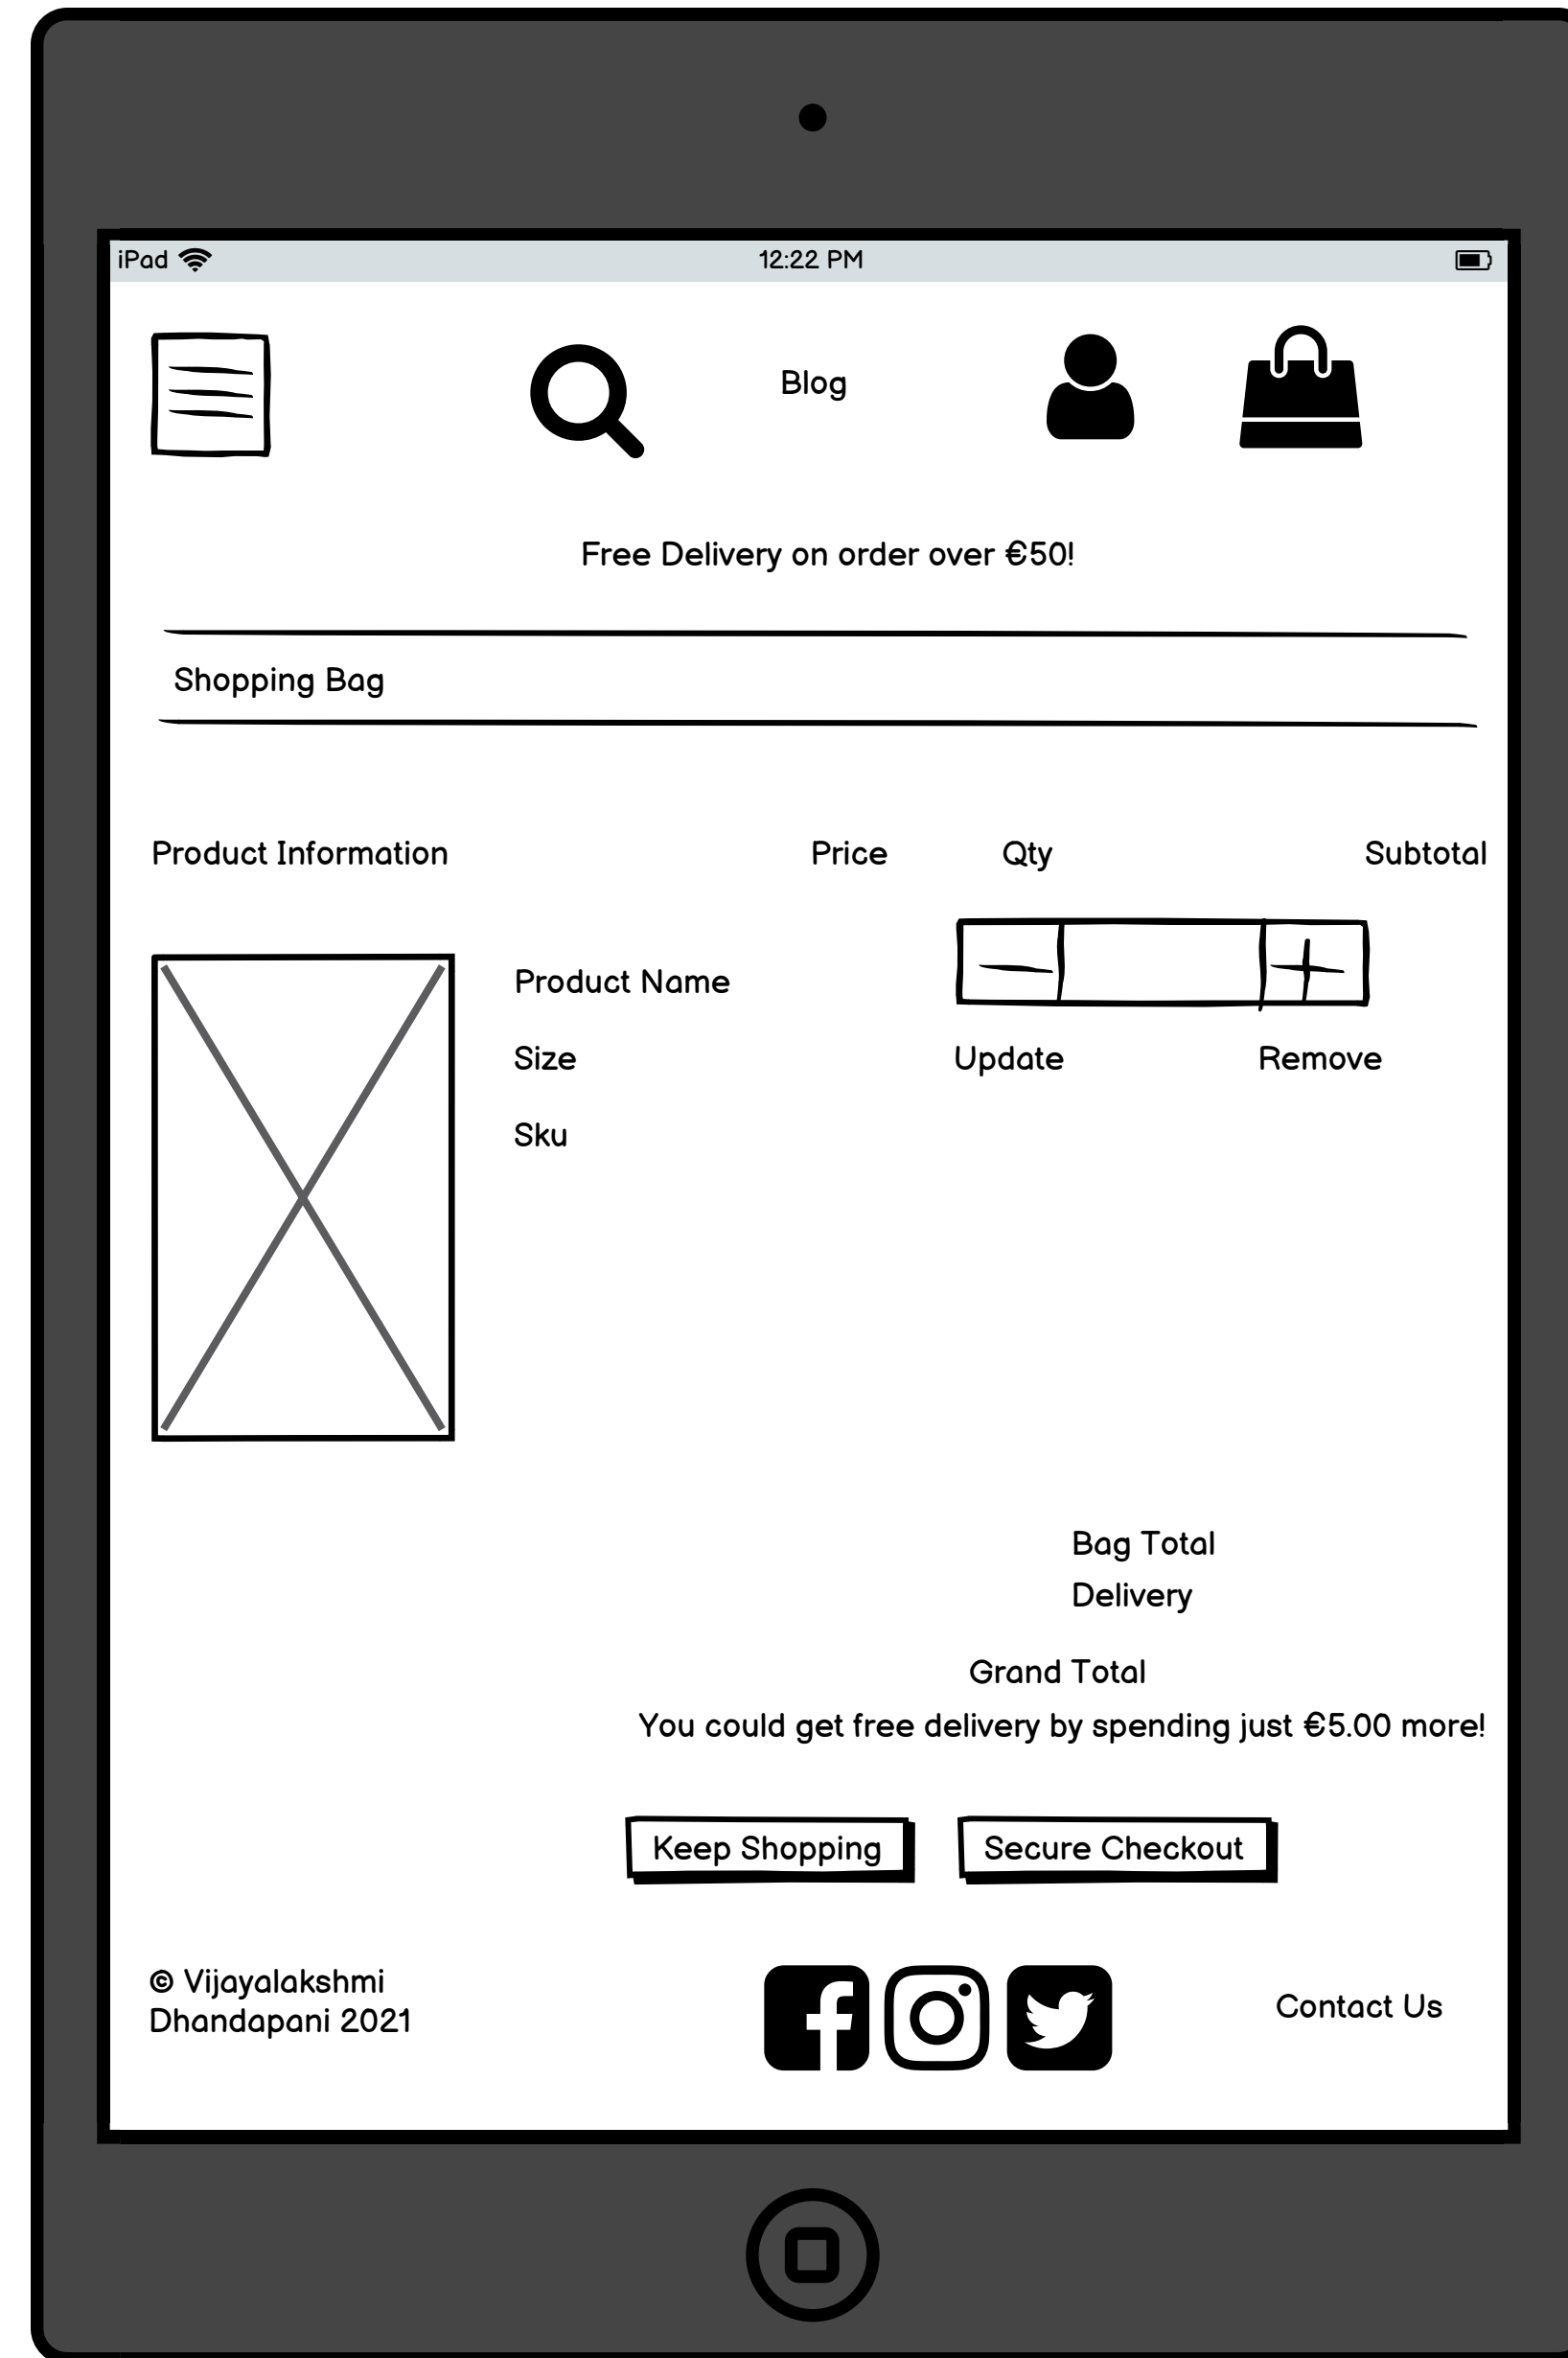 iPad 12:22 PM
Blog
Free Delivery on order over €50!
Shopping Bag
Product Information Price Qty Subtotal
Product Name
Size Update Remove
Sku
Bag Total
Delivery
Grand Total
You could get free delivery by spending just €5.00 more!
Keep Shopping Secure Checkout
© Vijayalakshmi
Dhandapani 2021
Contact Us